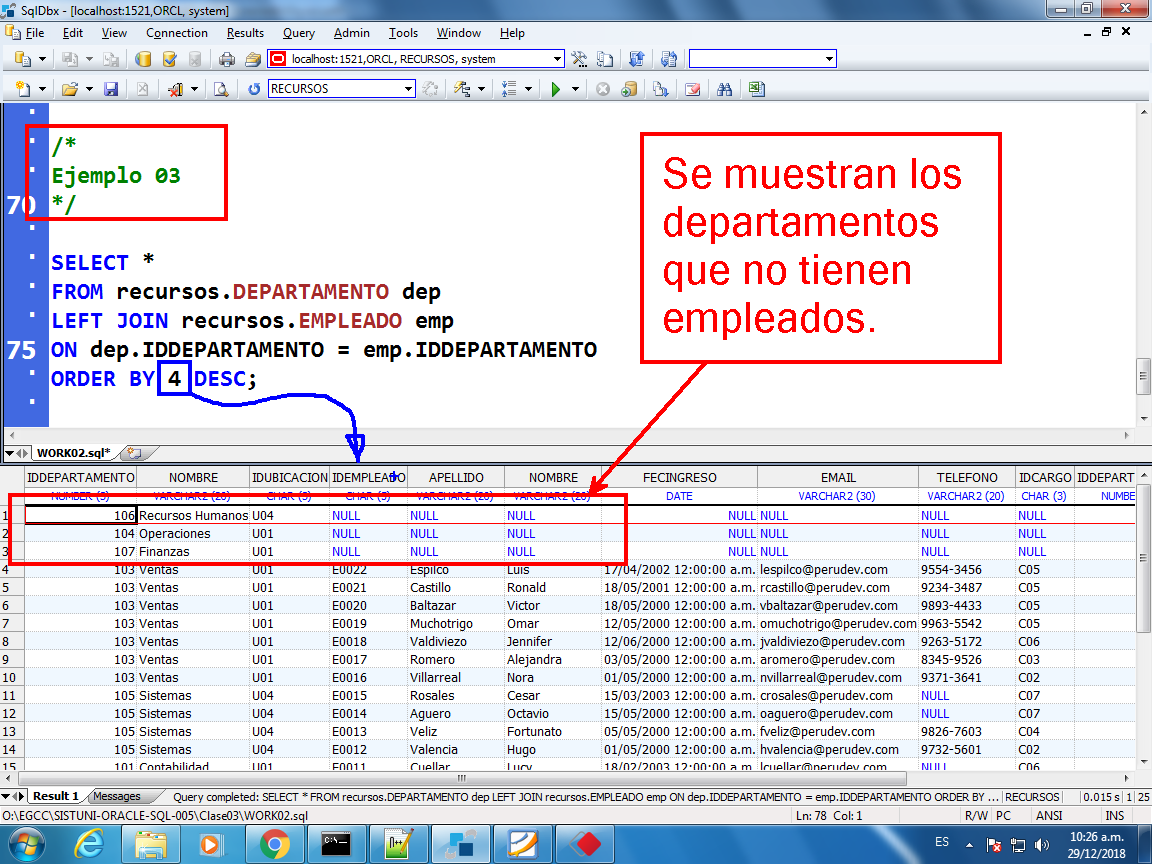 SqlDbx - [localhost:1521,ORCL, system]
File Edit View Connection Results Query Admin Tools Window Help
localhost:1521,ORCL, RECURSOS, system
RECURSOS
/*
Ejemplo 03
70 */
SELECT *
FROM recursos.DEPARTAMENTO dep
LEFT JOIN recursos.EMPLEADO emp
75 ON dep.IDDEPARTAMENTO = emp.IDDEPARTAMENTO
ORDER BY 4 DESC;
Se muestran los
departamentos
que no tienen
empleados.
WORK02.sql*
IDDEPARTAMENTO NOMBRE IDUBICACION IDEMPLEADO APELLIDO NOMBRE FECINGRESO EMAIL TELEFONO IDCARGO IDDEPART
NUMBER (3) VARCHAR2 (20) CHAR (3) CHAR (5) VARCHAR2 (20) VARCHAR2 (20) DATE VARCHAR2 (30) VARCHAR2 (20) CHAR (3) NUMBE
1 106 Recursos Humanos U04 NULL NULL NULL NULL NULL NULL NULL
2 104 Operaciones U01 NULL NULL NULL NULL NULL NULL NULL
3 107 Finanzas U01 NULL NULL NULL NULL NULL NULL NULL
4 103 Ventas U01 E0022 Espilco Luis 17/04/2002 12:00:00 a.m. lespilco@perudev.com 9554-3456 C05
5 103 Ventas U01 E0021 Castillo Ronald 18/05/2001 12:00:00 a.m. rcastillo@perudev.com 9234-3487 C05
6 103 Ventas U01 E0020 Baltazar Victor 18/05/2000 12:00:00 a.m. vbaltazar@perudev.com 9893-4433 C05
7 103 Ventas U01 E0019 Muchotrigo Omar 12/05/2000 12:00:00 a.m. omuchotrigo@perudev.com 9963-5542 C05
8 103 Ventas U01 E0018 Valdiviezo Jennifer 12/06/2000 12:00:00 a.m. jvaldiviezo@perudev.com 9263-5172 C06
9 103 Ventas U01 E0017 Romero Alejandra 03/05/2000 12:00:00 a.m. aromero@perudev.com 8345-9526 C03
10 103 Ventas U01 E0016 Villarreal Nora 01/05/2000 12:00:00 a.m. nvillarreal@perudev.com 9371-3641 C02
11 105 Sistemas U04 E0015 Rosales Cesar 15/03/2003 12:00:00 a.m. crosales@perudev.com NULL C07
12 105 Sistemas U04 E0014 Aguero Octavio 15/05/2000 12:00:00 a.m. oaguero@perudev.com NULL C07
13 105 Sistemas U04 E0013 Veliz Fortunato 05/05/2000 12:00:00 a.m. fveliz@perudev.com 9826-7603 C04
14 105 Sistemas U04 E0012 Valencia Hugo 01/05/2000 12:00:00 a.m. hvalencia@perudev.com 9732-5601 C02
15 101 Contabilidad U01 E0011 Cuellar Lucy 18/02/2003 12:00:00 a.m. lcuellar@perudev.com NULL C06
Result 1 Messages Query completed: SELECT * FROM recursos.DEPARTAMENTO dep LEFT JOIN recursos.EMPLEADO emp ON dep.IDDEPARTAMENTO = emp.IDDEPARTAMENTO ORDER BY ... RECURSOS 0.015 s 1 25
O:\EGCC\SISTUNI-ORACLE-SQL-005\Clase03\WORK02.sql Ln: 78 Col: 1 R/W PC ANSI INS
ES 10:26 a.m.
29/12/2018